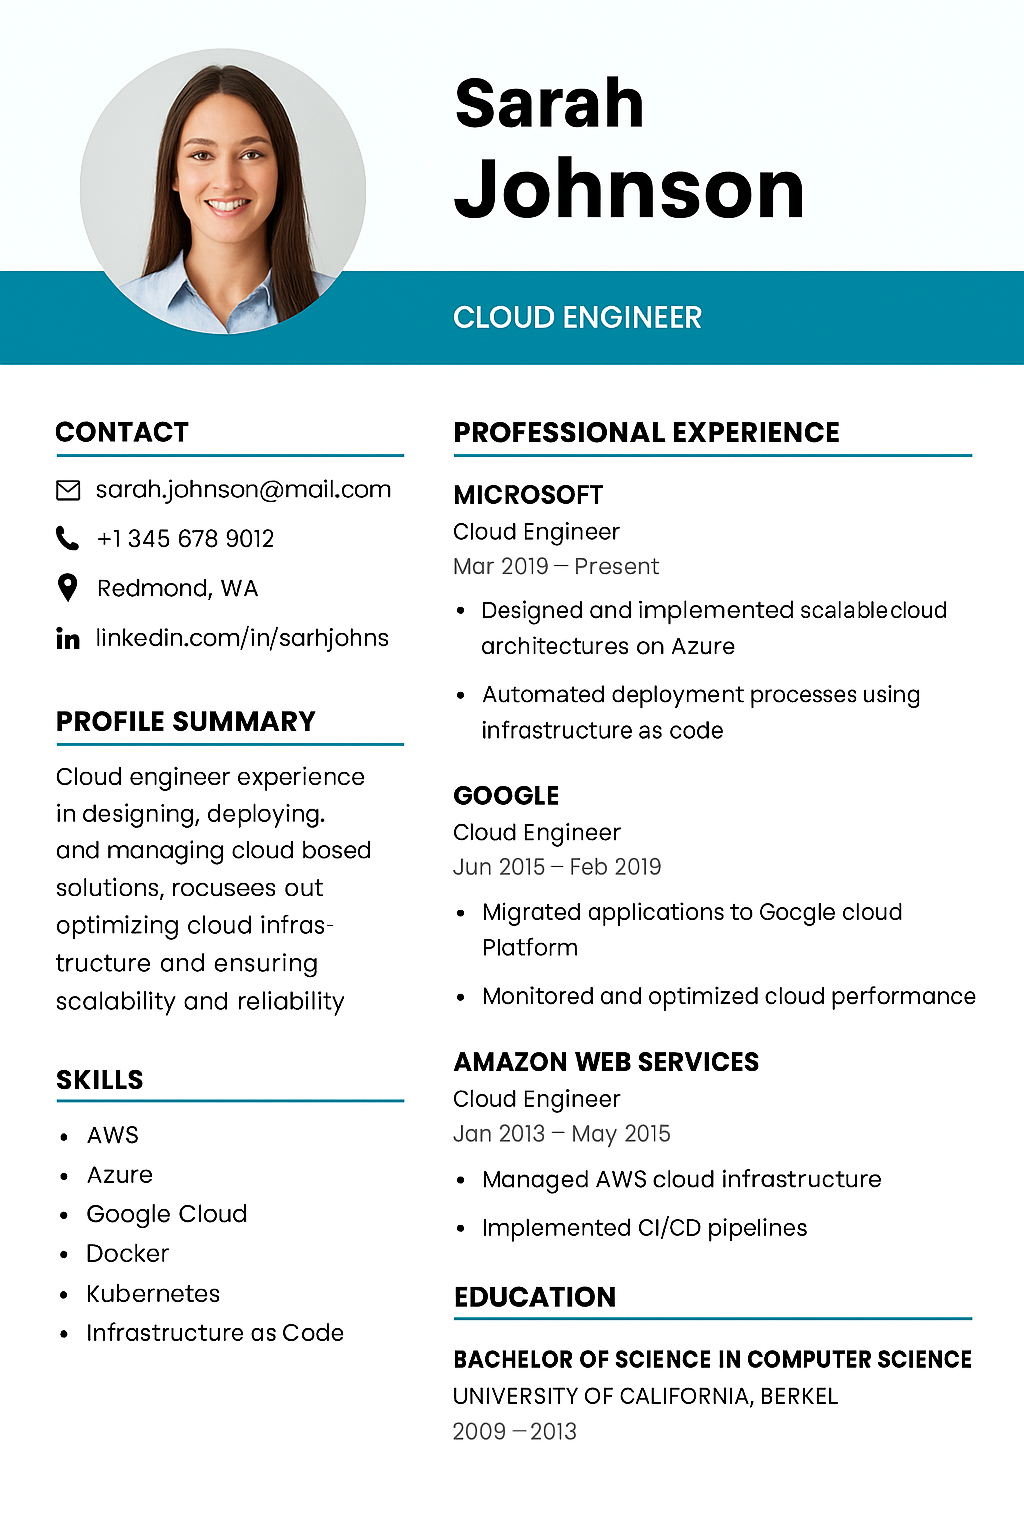 Sarah
Johnson
CLOUD ENGINEER
CONTACT
sarah.johnson@mail.com
+1 345 678 9012
Redmond, WA
in linkedin.com/in/sarhjohns
PROFILE SUMMARY
Cloud engineer experience
in designing, deploying.
and managing cloud bosed
solutions, rocusees out
optimizing cloud infras-
tructure and ensuring
scalability and reliability
SKILLS
• AWS
• Azure
• Google Cloud
• Docker
• Kubernetes
• Infrastructure as Code
PROFESSIONAL EXPERIENCE
MICROSOFT
Cloud Engineer
Mar 2019 – Present
• Designed and implemented scalablecloud
architectures on Azure
• Automated deployment processes using
infrastructure as code
GOOGLE
Cloud Engineer
Jun 2015 – Feb 2019
• Migrated applications to Gocgle cloud
Platform
• Monitored and optimized cloud performance
AMAZON WEB SERVICES
Cloud Engineer
Jan 2013 – May 2015
• Managed AWS cloud infrastructure
• Implemented CI/CD pipelines
EDUCATION
BACHELOR OF SCIENCE IN COMPUTER SCIENCE
UNIVERSITY OF CALIFORNIA, BERKEL
2009 –2013